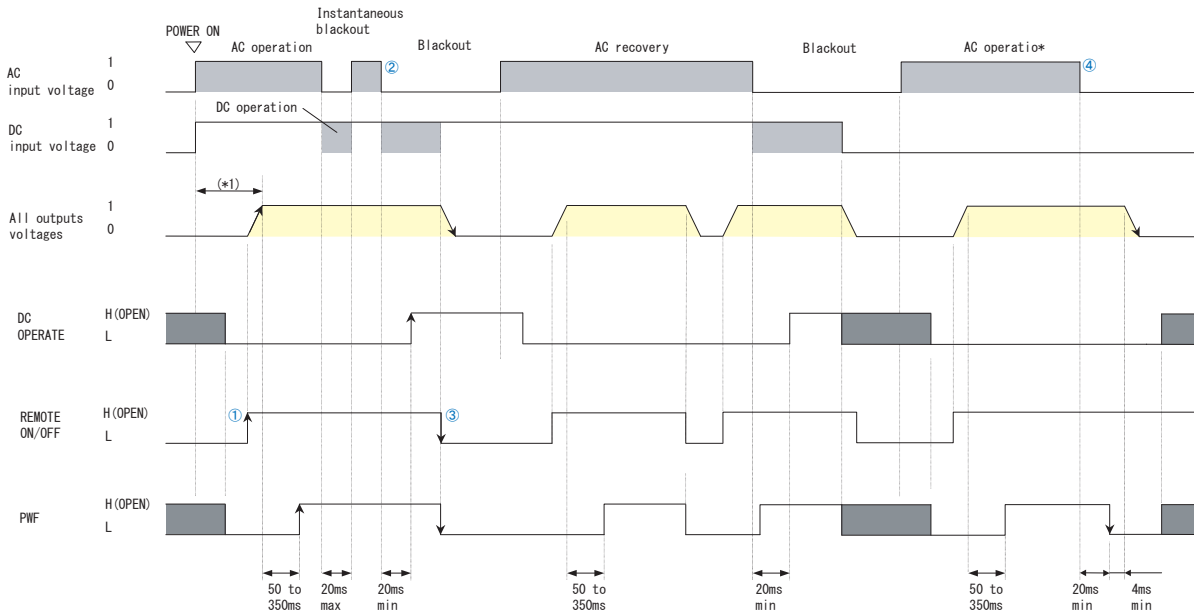 Instantaneous
blackout
POWER ON
AC operation
Blackout
AC recovery
Blackout
AC operatio*
AC
input voltage
1
0
②
④
DC operation
DC
input voltage
1
0
(*1)
All outputs
voltages
1
0
DC
OPERATE
H(OPEN)
L
REMOTE
ON/OFF
H(OPEN)
L
①
③
PWF
H(OPEN)
L
50 to
350ms
20ms
max
20ms
min
50 to
350ms
20ms
min
50 to
350ms
20ms
min
4ms
min